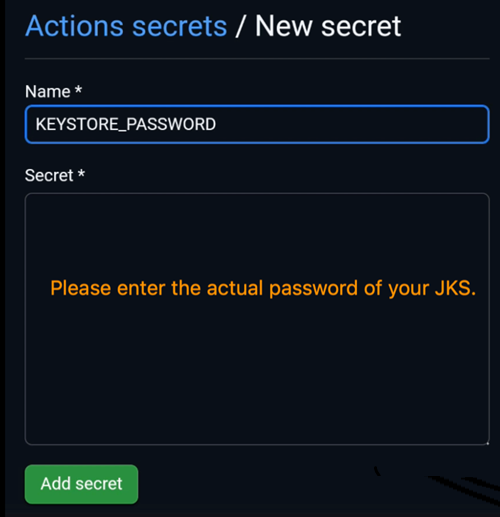 Actions secrets / New secret
Name *
KEYSTORE_PASSWORD
Secret *
Please enter the actual password of your JKS.
Add secret